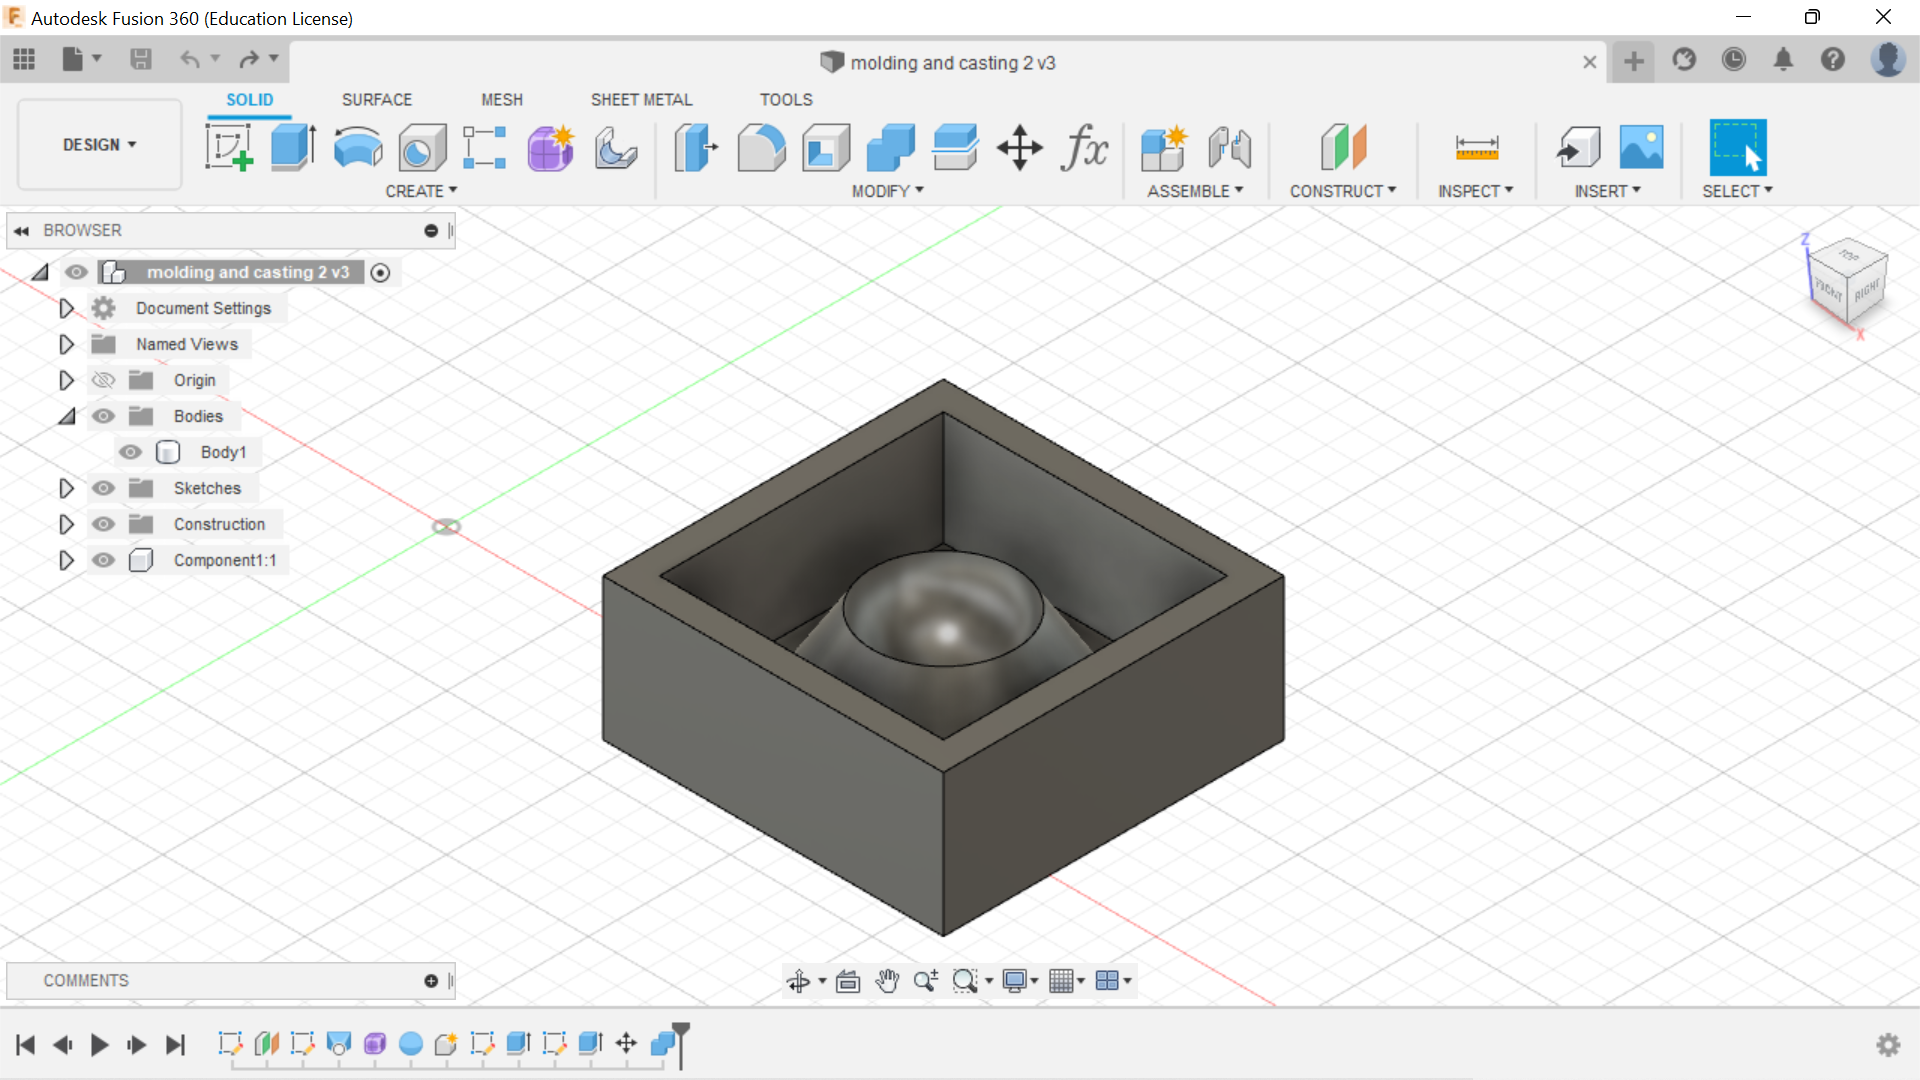 Autodesk Fusion 360 (Education License)
molding and casting 2 v3
SOLID SURFACE MESH SHEET METAL TOOLS
DESIGN
CREATE MODIFY ASSEMBLE CONSTRUCT INSPECT INSERT SELECT
BROWSER
molding and casting 2 v3
Document Settings
Named Views
Origin
Bodies
Body1
Sketches
Construction
Component1:1
Z
TOP
FRONT RIGHT
X
COMMENTS